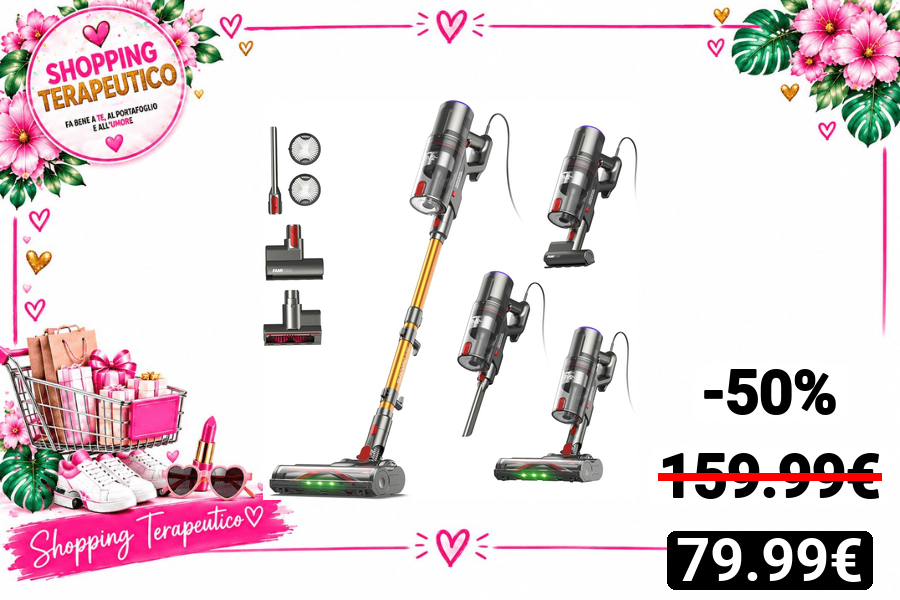 SHOPPING
TERAPEUTICO
FA BENE A TE, AL PORTAFOGLIO
E ALL'UMORE
-50%
159.99€
79.99€
Shopping Terapeutico